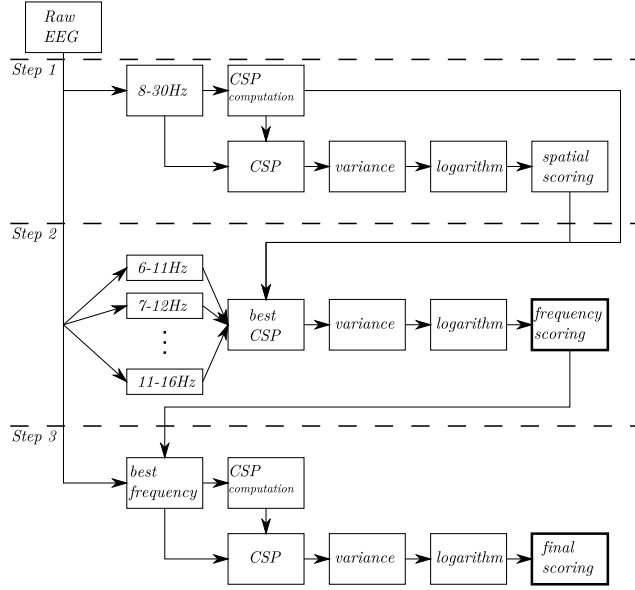 Raw
EEG
Step 1
8-30Hz
CSP
computation
CSP
variance
logarithm
spatial
scoring
Step 2
6-11Hz
7-12Hz
⋮
11-16Hz
best
CSP
variance
logarithm
frequency
scoring
Step 3
best
frequency
CSP
computation
CSP
variance
logarithm
final
scoring